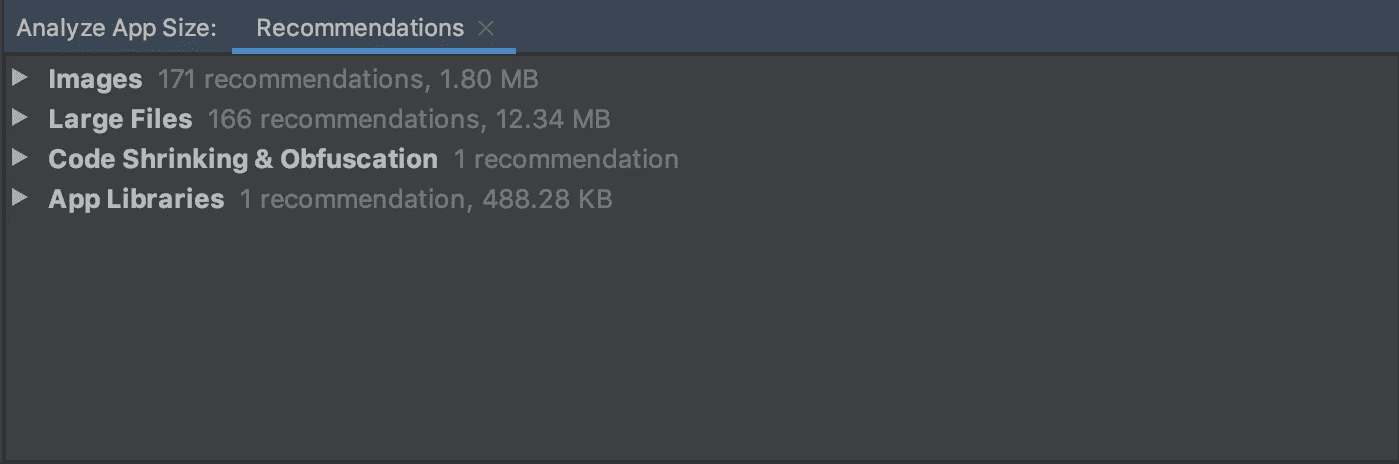 Analyze App Size: Recommendations
Images 171 recommendations, 1.80 MB
Large Files 166 recommendations, 12.34 MB
Code Shrinking & Obfuscation 1 recommendation
App Libraries 1 recommendation, 488.28 KB